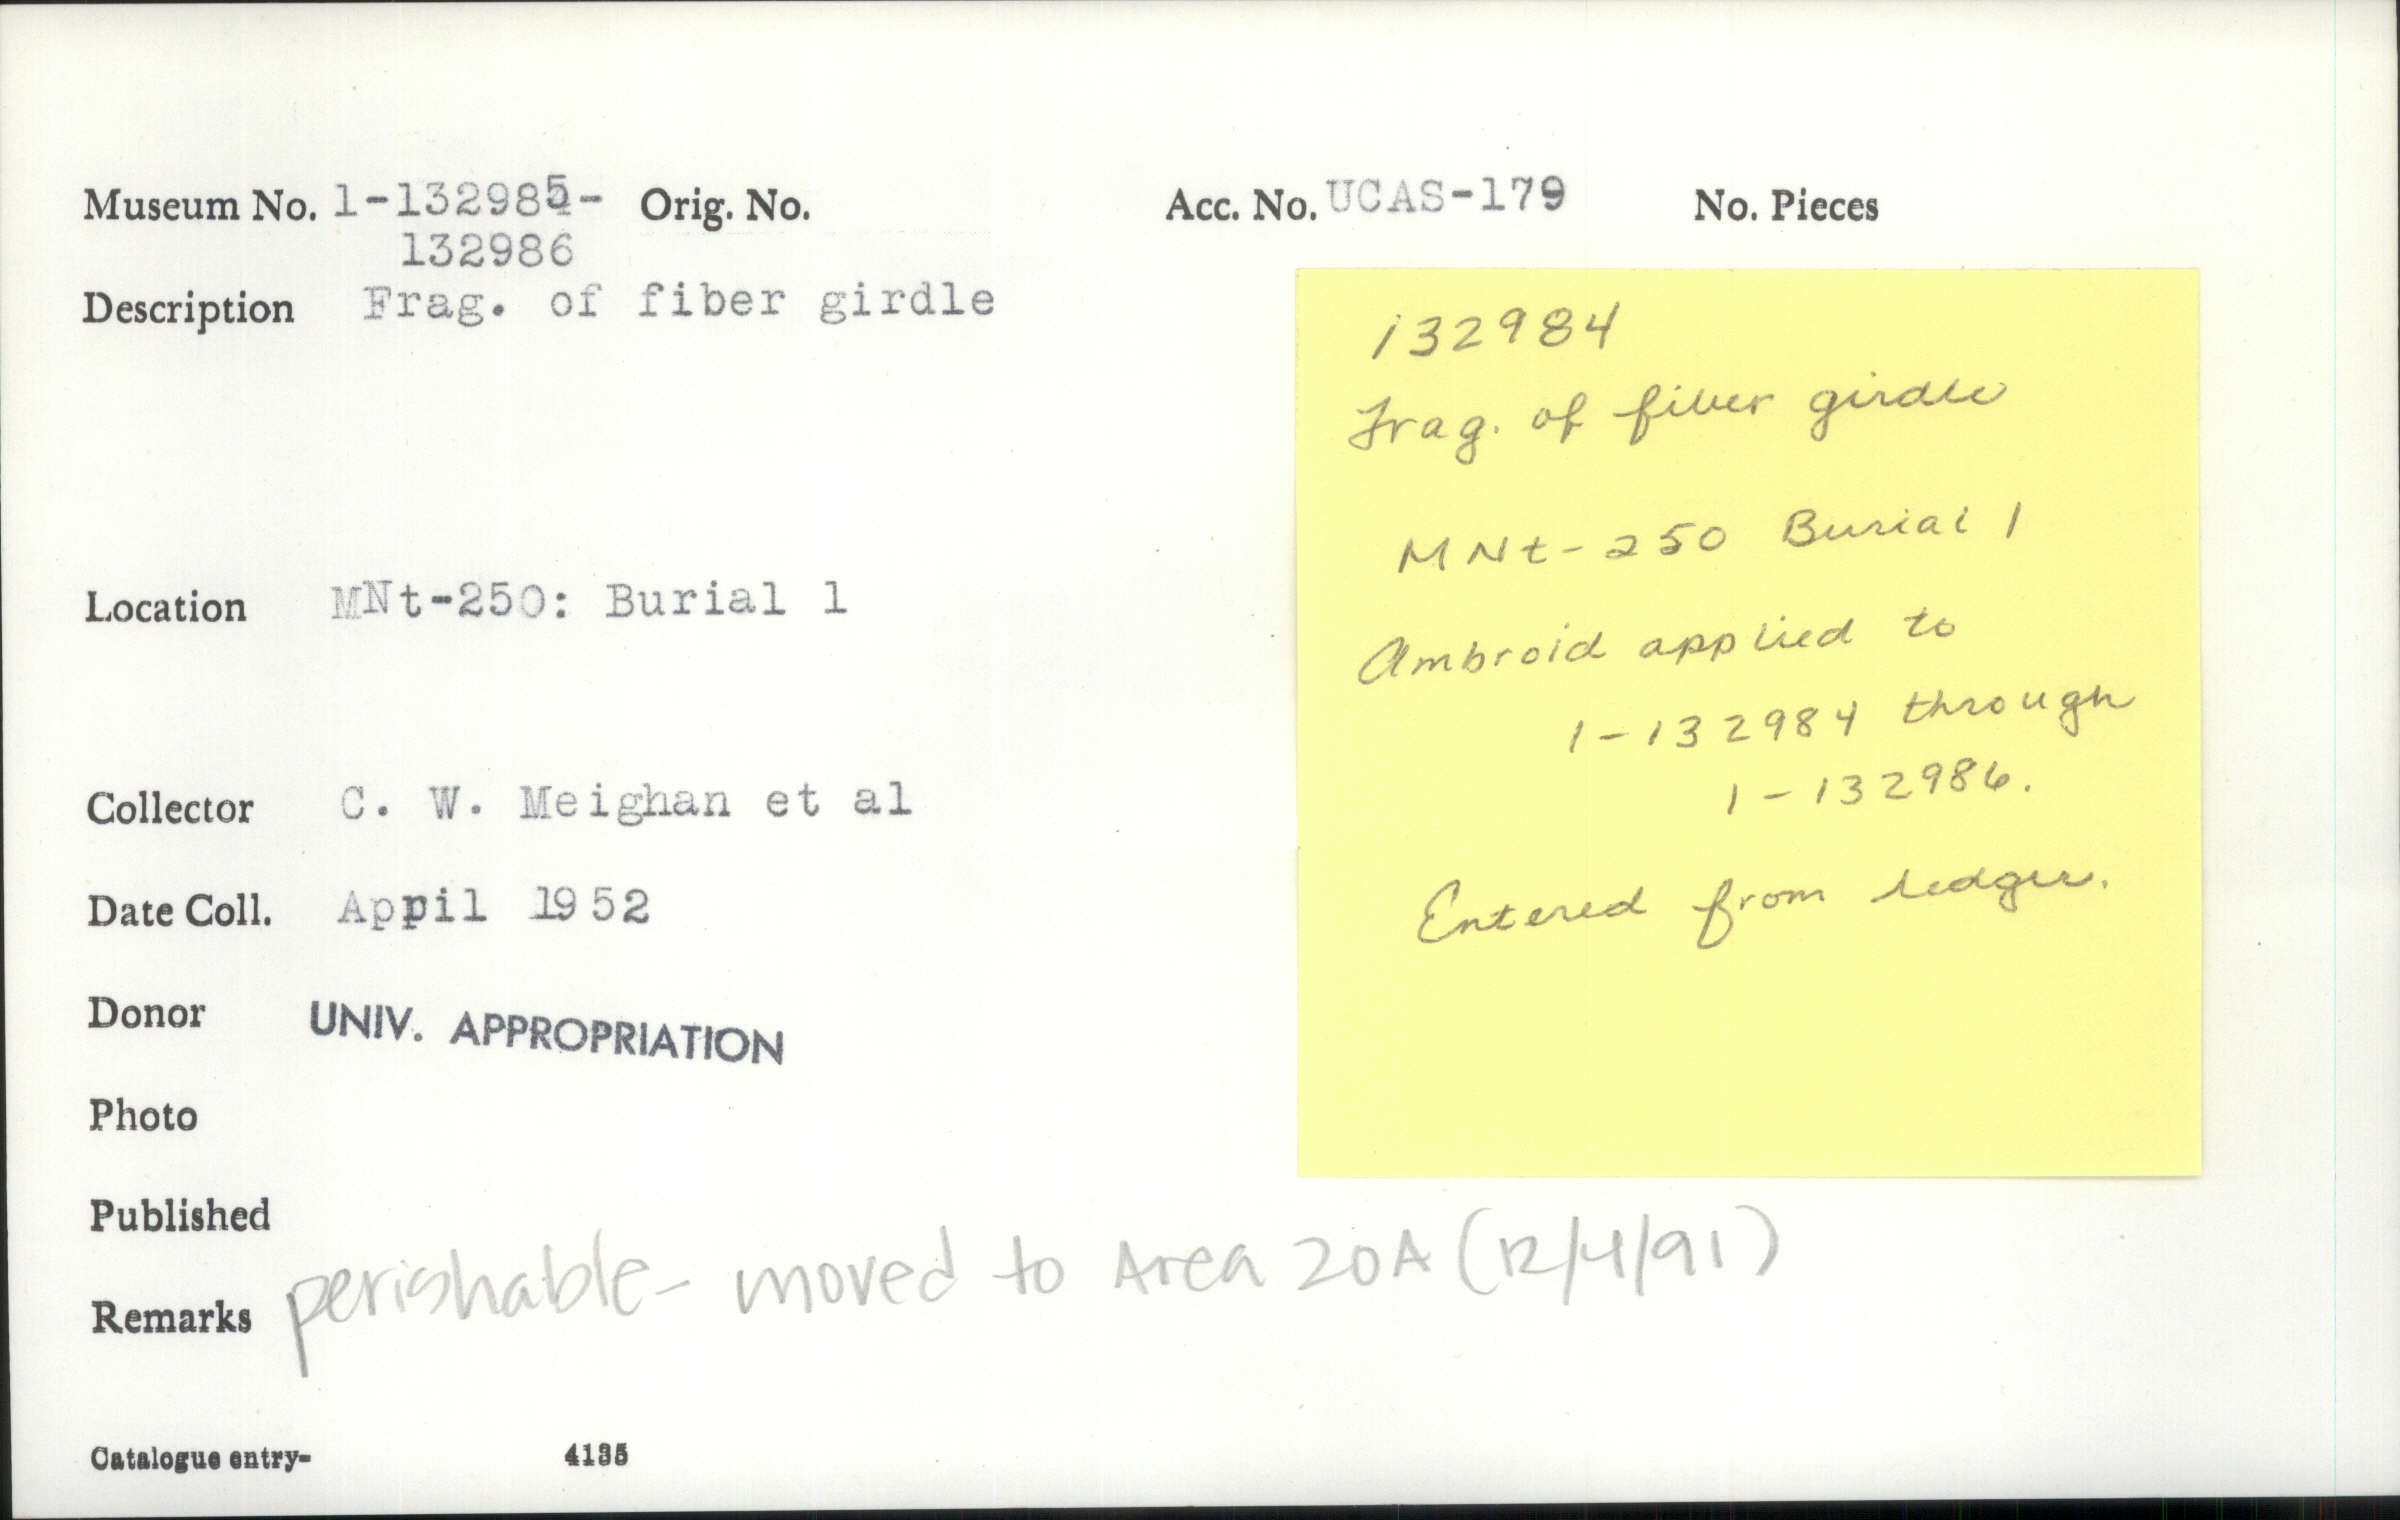 Museum No. 1-132985- Orig. No. Acc. No. UCAS-179 No. Pieces
132986
Description Frag. of fiber girdle
Location MNt-250: Burial 1
Collector C. W. Meighan et al
Date Coll. April 1952
Donor UNIV. APPROPRIATION
Photo
Published
Remarks perishable- moved to Area 20A (12/4/91)
Catalogue entry- 4135
132984
Frag. of fiber girdle
MNt-250 Burial 1
Ambroid applied to
1-132984 through
1-132986.
Entered from ledger.